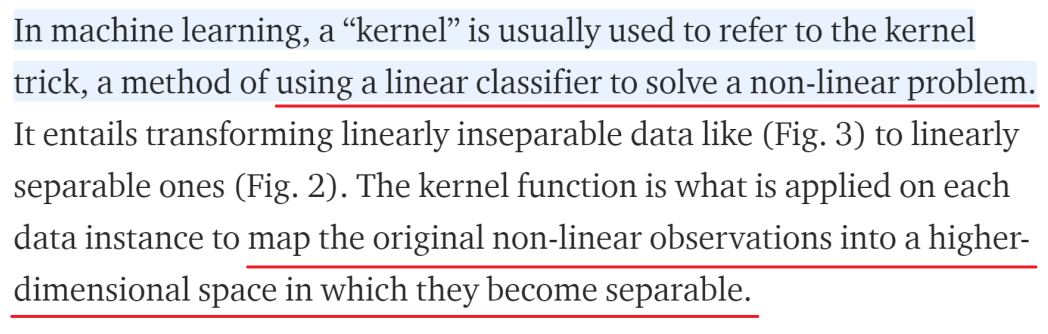 In machine learning, a “kernel” is usually used to refer to the kernel
trick, a method of using a linear classifier to solve a non-linear problem.
It entails transforming linearly inseparable data like (Fig. 3) to linearly
separable ones (Fig. 2). The kernel function is what is applied on each
data instance to map the original non-linear observations into a higher-
dimensional space in which they become separable.